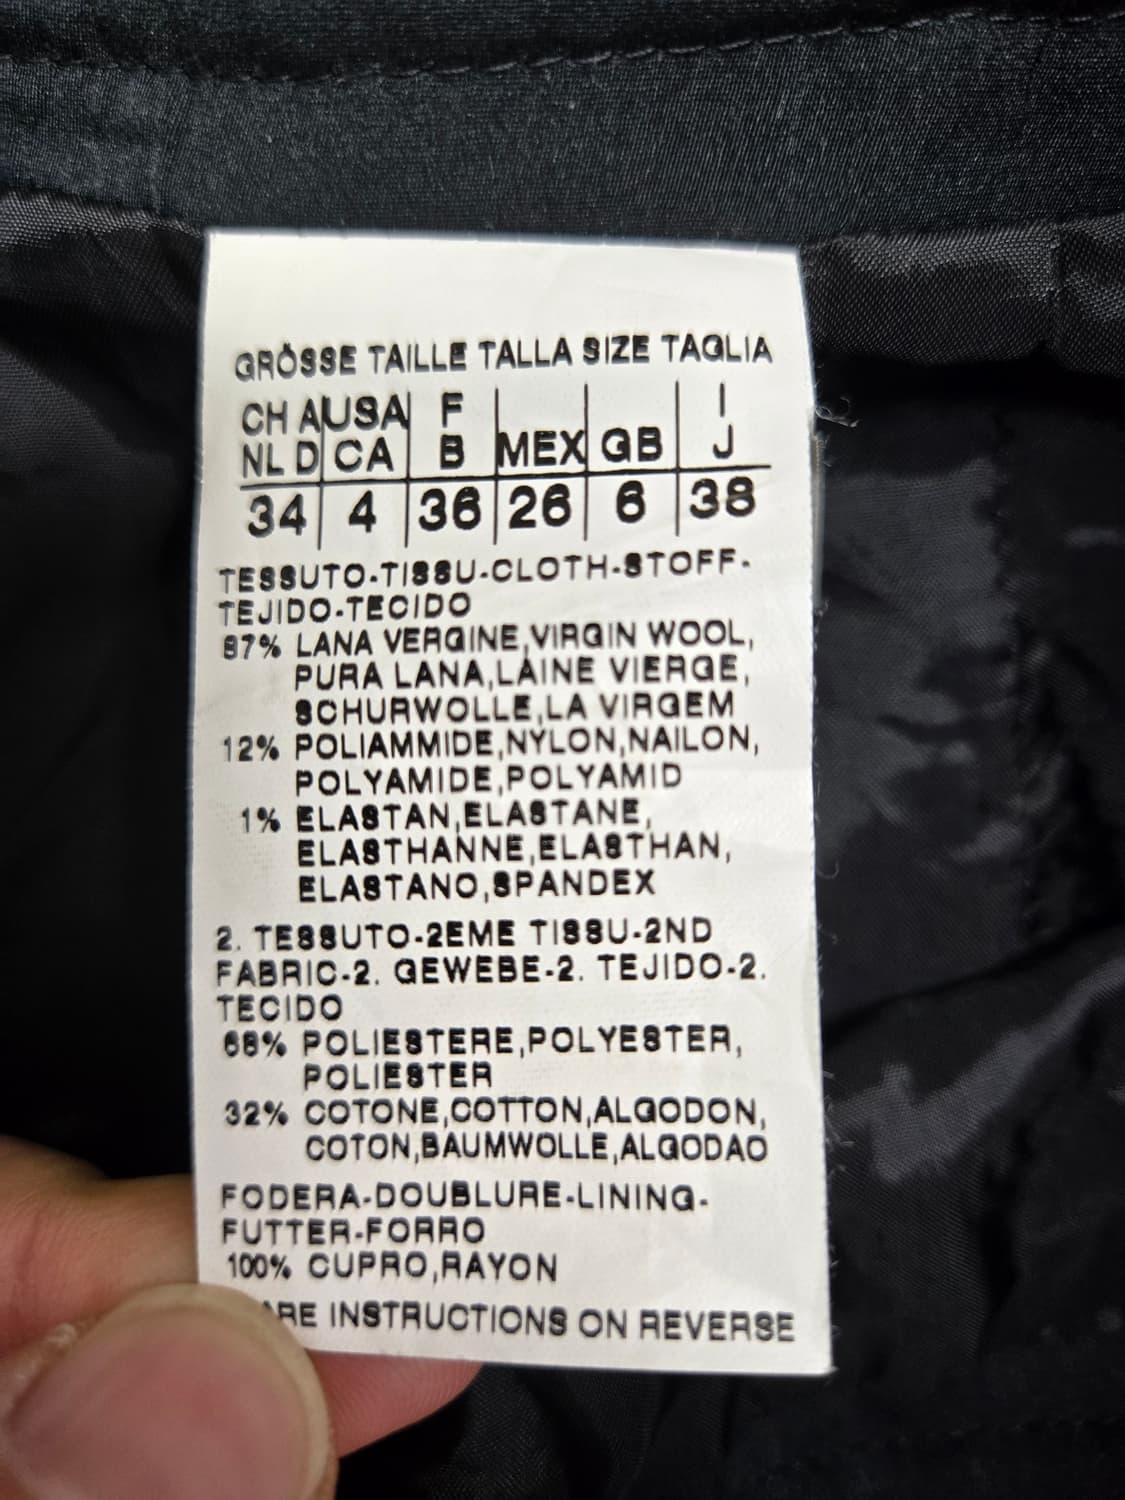 GRÖSSE TAILLE TALLA SIZE TAGLIA
CH A USA F I
NL D CA B MEX GB J
34 4 36 26 6 38
TESSUTO-TISSU-CLOTH-STOFF-
TEJIDO-TECIDO
87% LANA VERGINE,VIRGIN WOOL,
PURA LANA,LAINE VIERGE,
SCHURWOLLE,LA VIRGEM
12% POLIAMMIDE,NYLON,NAILON,
POLYAMIDE,POLYAMID
1% ELASTAN,ELASTANE,
ELASTHANNE,ELASTHAN,
ELASTANO,SPANDEX
2. TESSUTO-2EME TISSU-2ND
FABRIC-2. GEWEBE-2. TEJIDO-2.
TECIDO
68% POLIESTERE,POLYESTER,
POLIESTER
32% COTONE,COTTON,ALGODON,
COTON,BAUMWOLLE,ALGODAO
FODERA-DOUBLURE-LINING-
FUTTER-FORRO
100% CUPRO,RAYON
ARE INSTRUCTIONS ON REVERSE